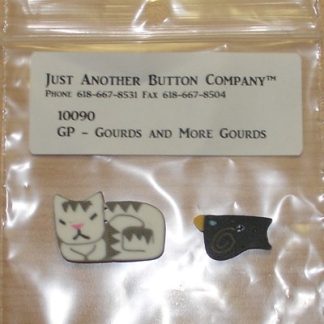 Just Another Button Company™
Phone 618-667-8531 Fax 618-667-8504
10090
GP - Gourds and More Gourds